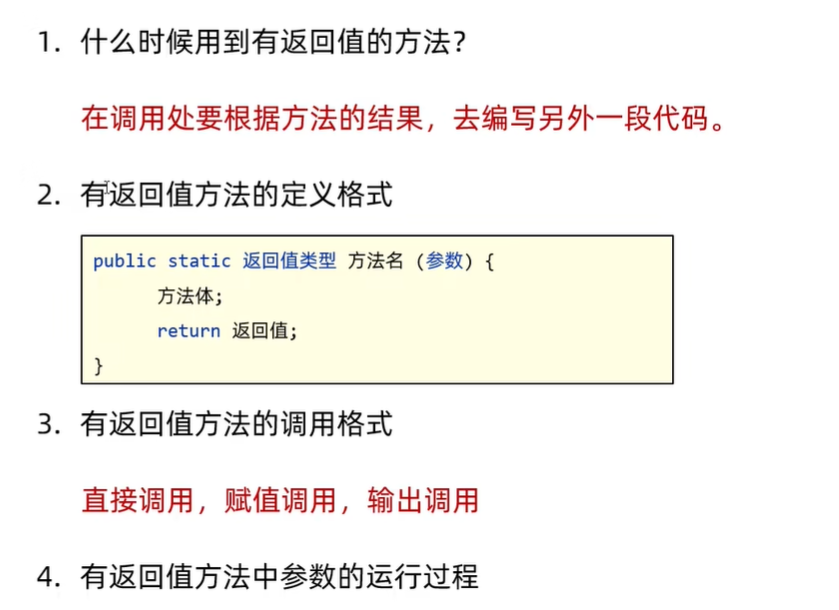 1. 什么时候用到有返回值的方法？
在调用处要根据方法的结果，去编写另外一段代码。
2. 有返回值方法的定义格式
public static 返回值类型 方法名 (参数) {
方法体;
return 返回值;
}
3. 有返回值方法的调用格式
直接调用，赋值调用，输出调用
4. 有返回值方法中参数的运行过程